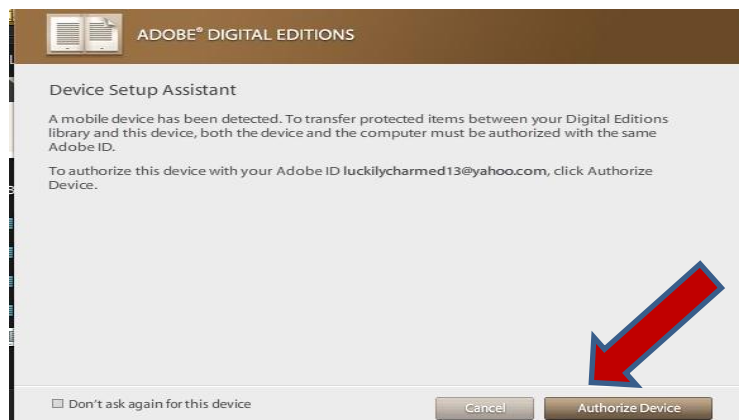 ADOBE® DIGITAL EDITIONS
Device Setup Assistant
A mobile device has been detected. To transfer protected items between your Digital Editions
library and this device, both the device and the computer must be authorized with the same
Adobe ID.
To authorize this device with your Adobe ID luckilycharmed13@yahoo.com, click Authorize
Device.
Don't ask again for this device
Cancel
Authorize Device